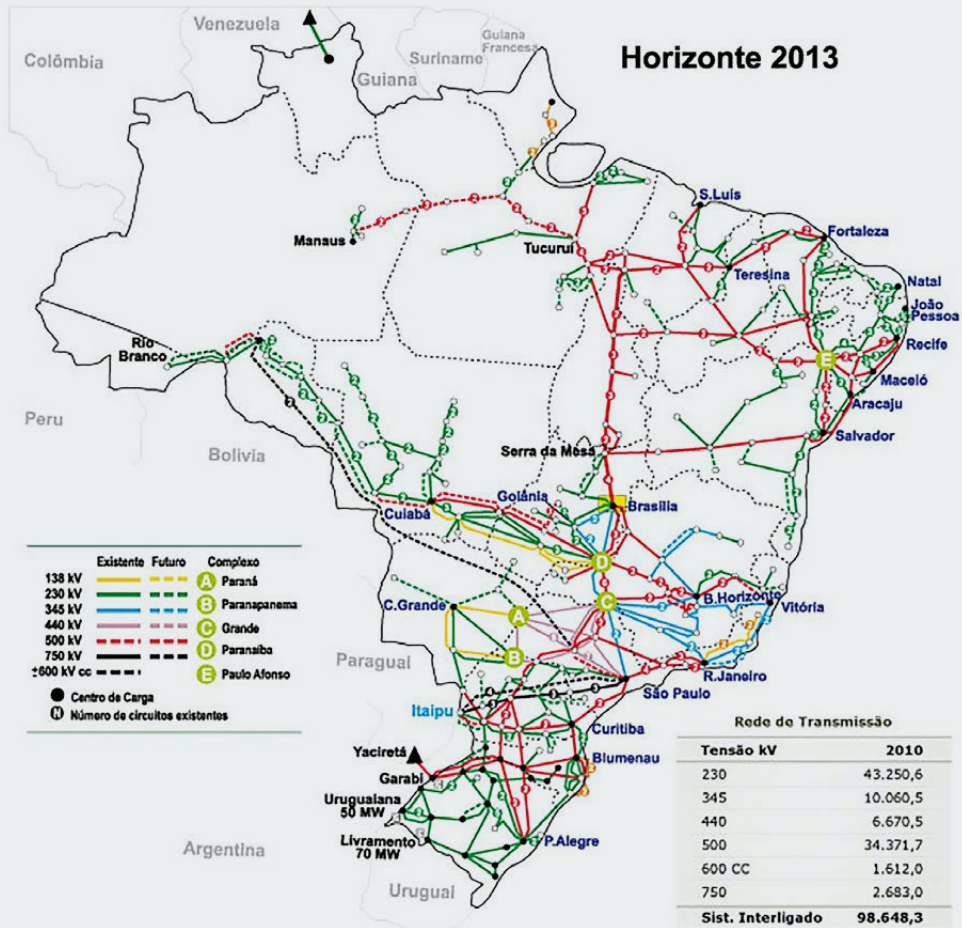 Horizonte 2013
Venezuela
Colômbia
Guiana
Suriname
Guiana
Francesa
Manaus
Tucuruí
S.Luís
Fortaleza
Teresina
Natal
João
Pessoa
Recife
Maceió
Aracaju
Salvador
Rio
Branco
Peru
Bolivia
Serra da Mesa
Goiânia
Brasília
Cuiabá
C.Grande
B.Horizonte
Vitória
R.Janeiro
São Paulo
Paraguai
Itaipu
Curitiba
Blumenau
Yaciretá
Garabi
Uruguaiana
50 MW
Livramento
70 MW
P.Alegre
Argentina
Uruguai
A
B
C
D
E
Existente Futuro Complexo
138 kV A Paraná
230 kV B Paranapanema
345 kV C Grande
440 kV D Paranaíba
500 kV E Paulo Afonso
750 kV
±600 kV cc
Centro de Carga
N Número de circuitos existentes
Rede de Transmissão
Tensão kV 2010
230 43.250,6
345 10.060,5
440 6.670,5
500 34.371,7
600 CC 1.612,0
750 2.683,0
Sist. Interligado 98.648,3